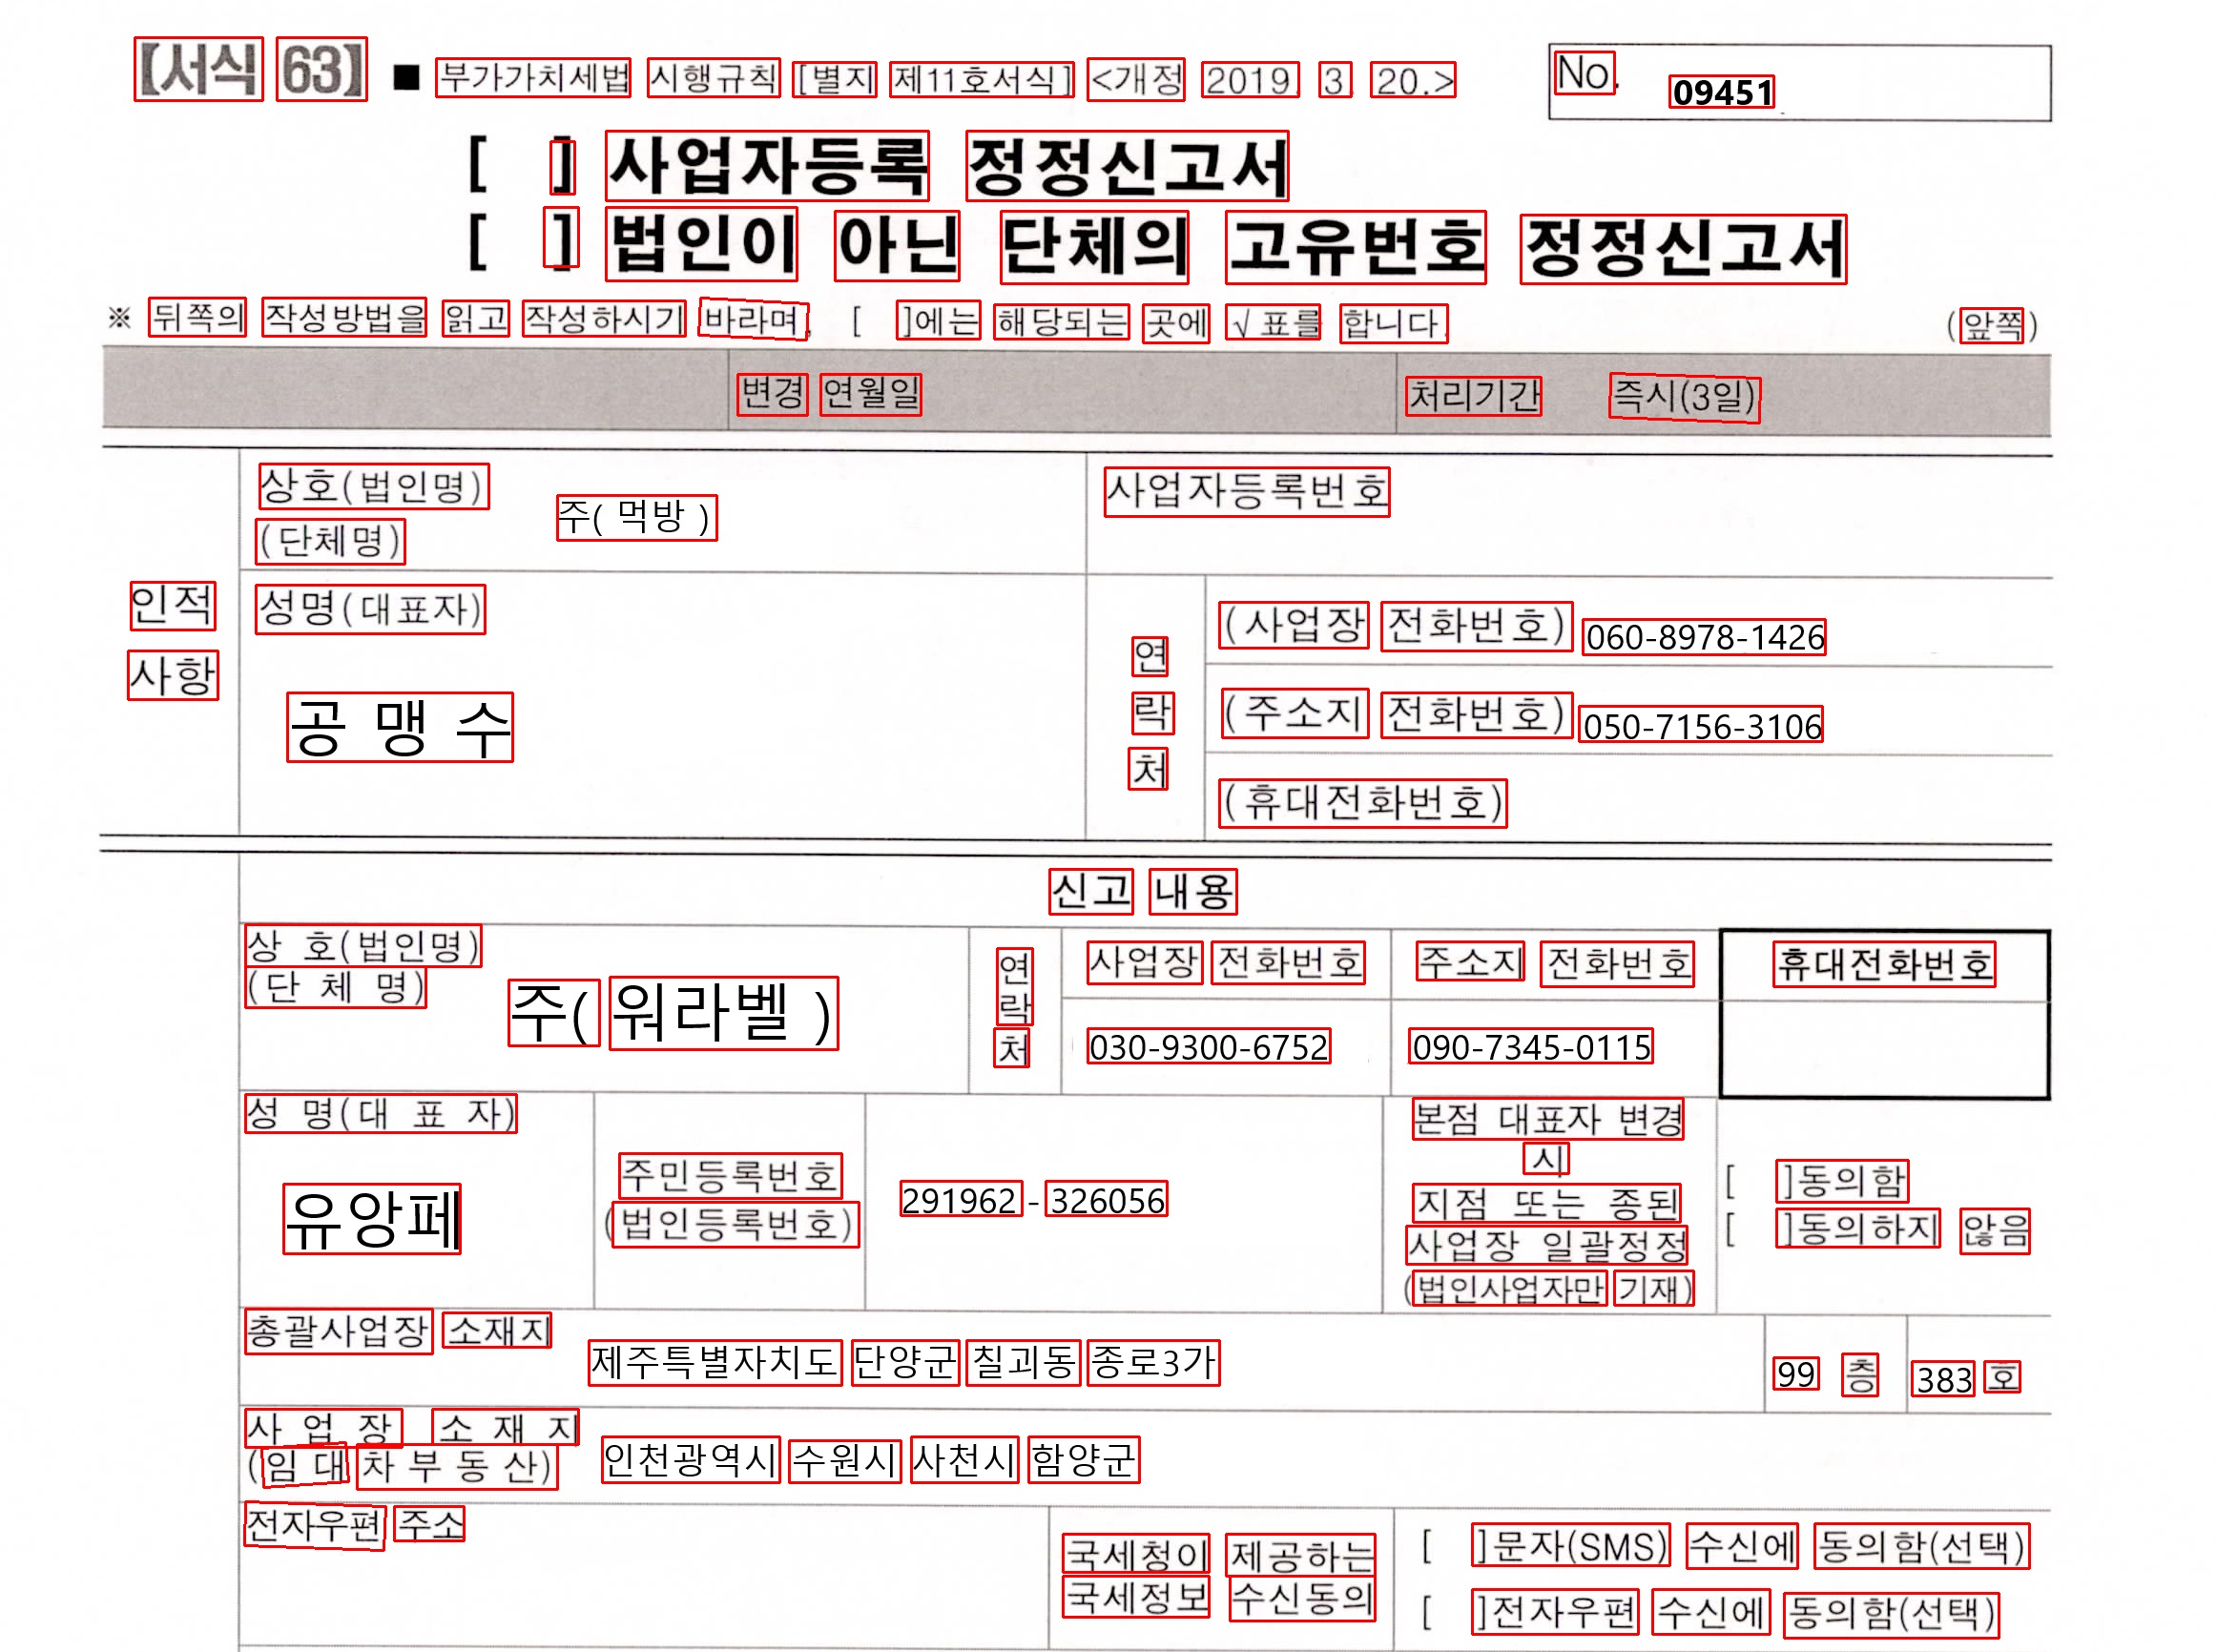 【서식 63】 ■ 부가가치세법 시행규칙 [별지 제11호서식] <개정 2019. 3. 20.>
No. 09451
[ ] 사업자등록 정정신고서
[ ] 법인이 아닌 단체의 고유번호 정정신고서
※ 뒤쪽의 작성방법을 읽고 작성하시기 바라며, [ ]에는 해당되는 곳에 √ 표를 합니다. (앞쪽)
변경 연월일 처리기간 즉시(3일)
인적
사항
상호(법인명)
(단체명)
주( 먹방 )
사업자등록번호
성명(대표자)
공 맹 수
연
락
처
(사업장 전화번호) 060-8978-1426
(주소지 전화번호) 050-7156-3106
(휴대전화번호)
신고 내용
상 호(법인명)
(단 체 명)
주( 워라벨 )
연
락
처
사업장 전화번호 주소지 전화번호 휴대전화번호
030-9300-6752 090-7345-0115
성 명(대 표 자)
유앙페
주민등록번호
(법인등록번호)
291962 - 326056
본점 대표자 변경
시
지점 또는 종된
사업장 일괄정정
(법인사업자만 기재)
[ ]동의함
[ ]동의하지 않음
총괄사업장 소재지
제주특별자치도 단양군 칠괴동 종로3가 99 층 383 호
사 업 장 소 재 지
(임 대 차 부 동 산)
인천광역시 수원시 사천시 함양군
전자우편 주소
국세청이 제공하는
국세정보 수신동의
[ ]문자(SMS) 수신에 동의함(선택)
[ ]전자우편 수신에 동의함(선택)